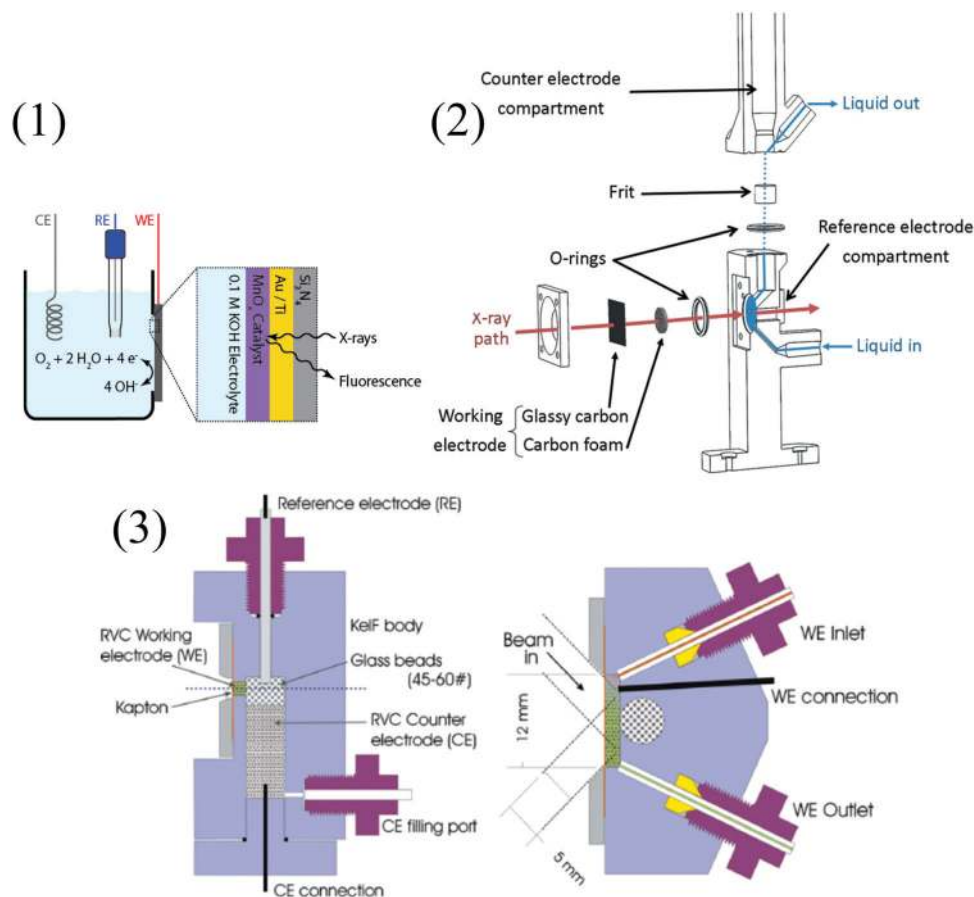 (1)
CE
RE
WE
O₂ + 2 H₂O + 4 e⁻
4 OH⁻
0.1 M KOH Electrolyte
MnOₓ Catalyst
Au / Ti
Si₃N₄
X-rays
Fluorescence
(2)
Counter electrode
compartment
Liquid out
Frit
Reference electrode
compartment
O-rings
X-ray
path
Liquid in
Working
electrode
Glassy carbon
Carbon foam
(3)
Reference electrode (RE)
RVC Working
electrode (WE)
KelF body
Glass beads
(45-60#)
Kapton
RVC Counter
electrode (CE)
CE filling port
CE connection
Beam
in
WE Inlet
WE connection
12 mm
WE Outlet
5 mm